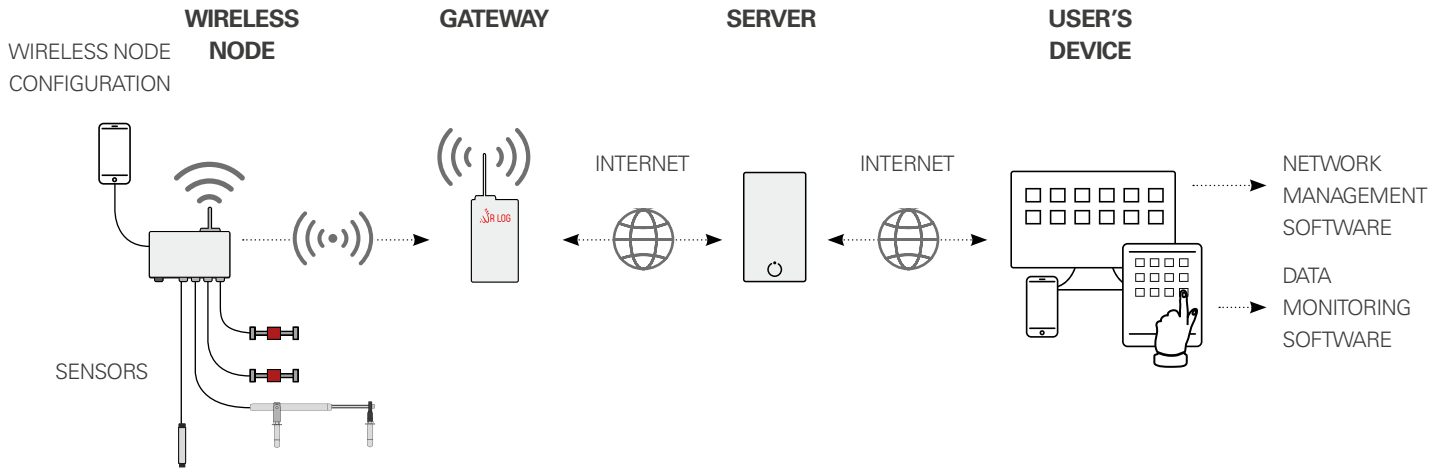 WIRELESS
NODE
GATEWAY
SERVER
USER'S
DEVICE
WIRELESS NODE
CONFIGURATION
INTERNET
INTERNET
NETWORK
MANAGEMENT
SOFTWARE
DATA
MONITORING
SOFTWARE
R LOG
SENSORS